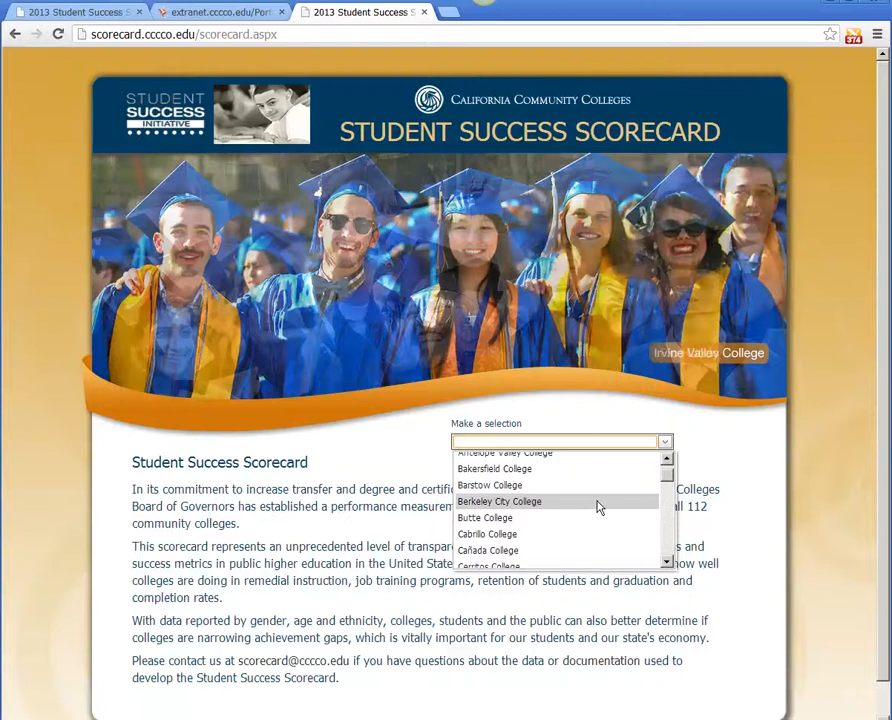 2013 Student Success S
extranet.cccco.edu/Port
2013 Student Success S
scorecard.cccco.edu/scorecard.aspx
STUDENT
SUCCESS
INITIATIVE
CALIFORNIA COMMUNITY COLLEGES
STUDENT SUCCESS SCORECARD
Valley College
Make a selection
Antelope Valley College
Bakersfield College
Barstow College
Berkeley City College
Butte College
Cabrillo College
Cañada College
Cerritos College
Student Success Scorecard
In its commitment to increase transfer and degree and certific Colleges
Board of Governors has established a performance measurem all 112
community colleges.
This scorecard represents an unprecedented level of transpare and
success metrics in public higher education in the United State how well
colleges are doing in remedial instruction, job training programs, retention of students and graduation and
completion rates.
With data reported by gender, age and ethnicity, colleges, students and the public can also better determine if
colleges are narrowing achievement gaps, which is vitally important for our students and our state's economy.
Please contact us at scorecard@cccco.edu if you have questions about the data or documentation used to
develop the Student Success Scorecard.